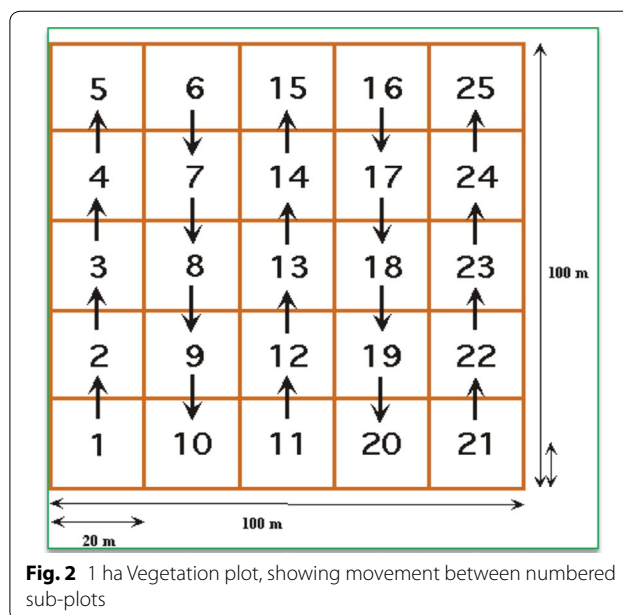 5 6 15 16 25
4 7 14 17 24
3 8 13 18 23
100 m
2 9 12 19 22
1 10 11 20 21
100 m
20 m
Fig. 2 1 ha Vegetation plot, showing movement between numbered
sub-plots